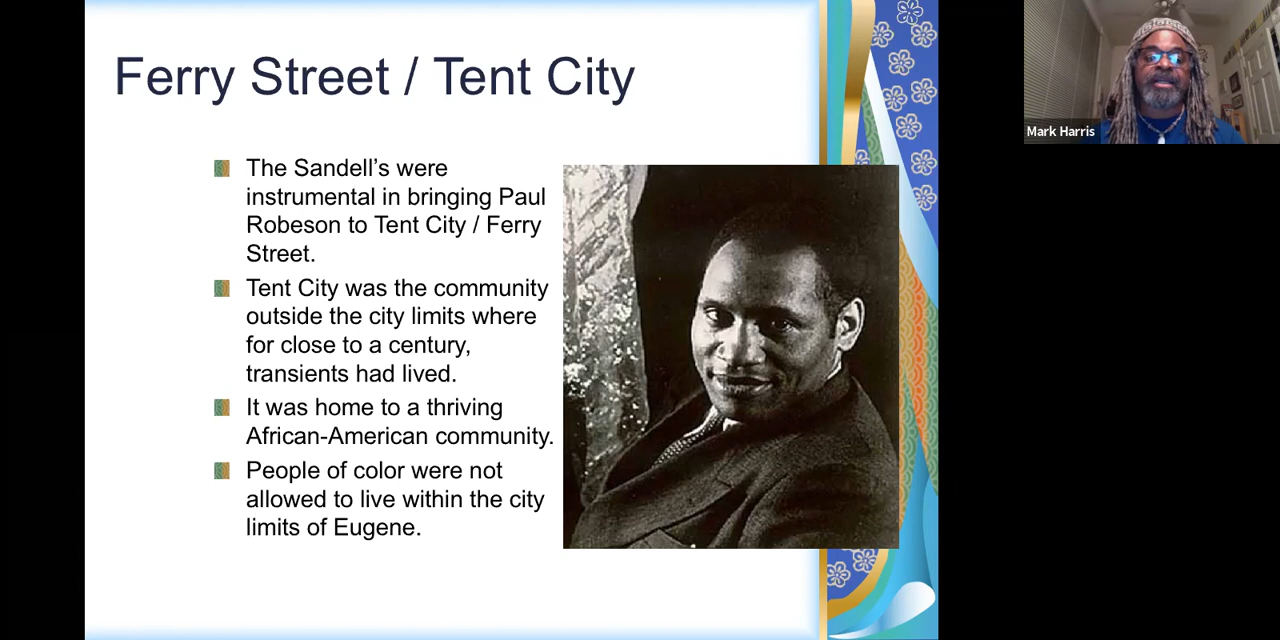 Ferry Street / Tent City
The Sandell’s were
instrumental in bringing Paul
Robeson to Tent City / Ferry
Street.
Tent City was the community
outside the city limits where
for close to a century,
transients had lived.
It was home to a thriving
African-American community.
People of color were not
allowed to live within the city
limits of Eugene.
Mark Harris